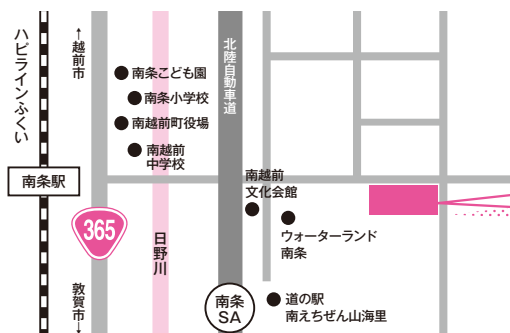 ハピラインふくい
↑越前市
南条こども園
南条小学校
南越前町役場
南越前
中学校
北陸自動車道
南条駅
365
日野川
南越前
文化会館
ウォーターランド
南条
敦賀市↓
南条
SA
道の駅
南えちぜん山海里